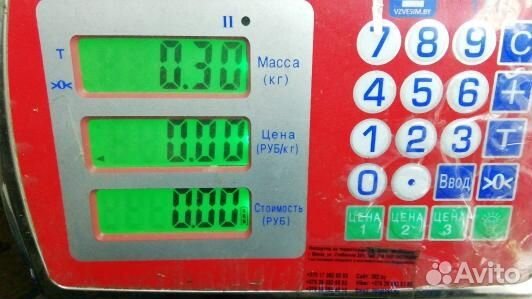 VZVESIM.BY
II
T
>0<
0.30
Масса
(кг)
7 8 9 C
4 5 6 +
0.00
Цена
(РУБ/кг)
1 2 3 T
0 . Ввод >0<
0.00
Стоимость
(РУБ)
ЦЕНА 1 ЦЕНА 2 ЦЕНА 3
Avito